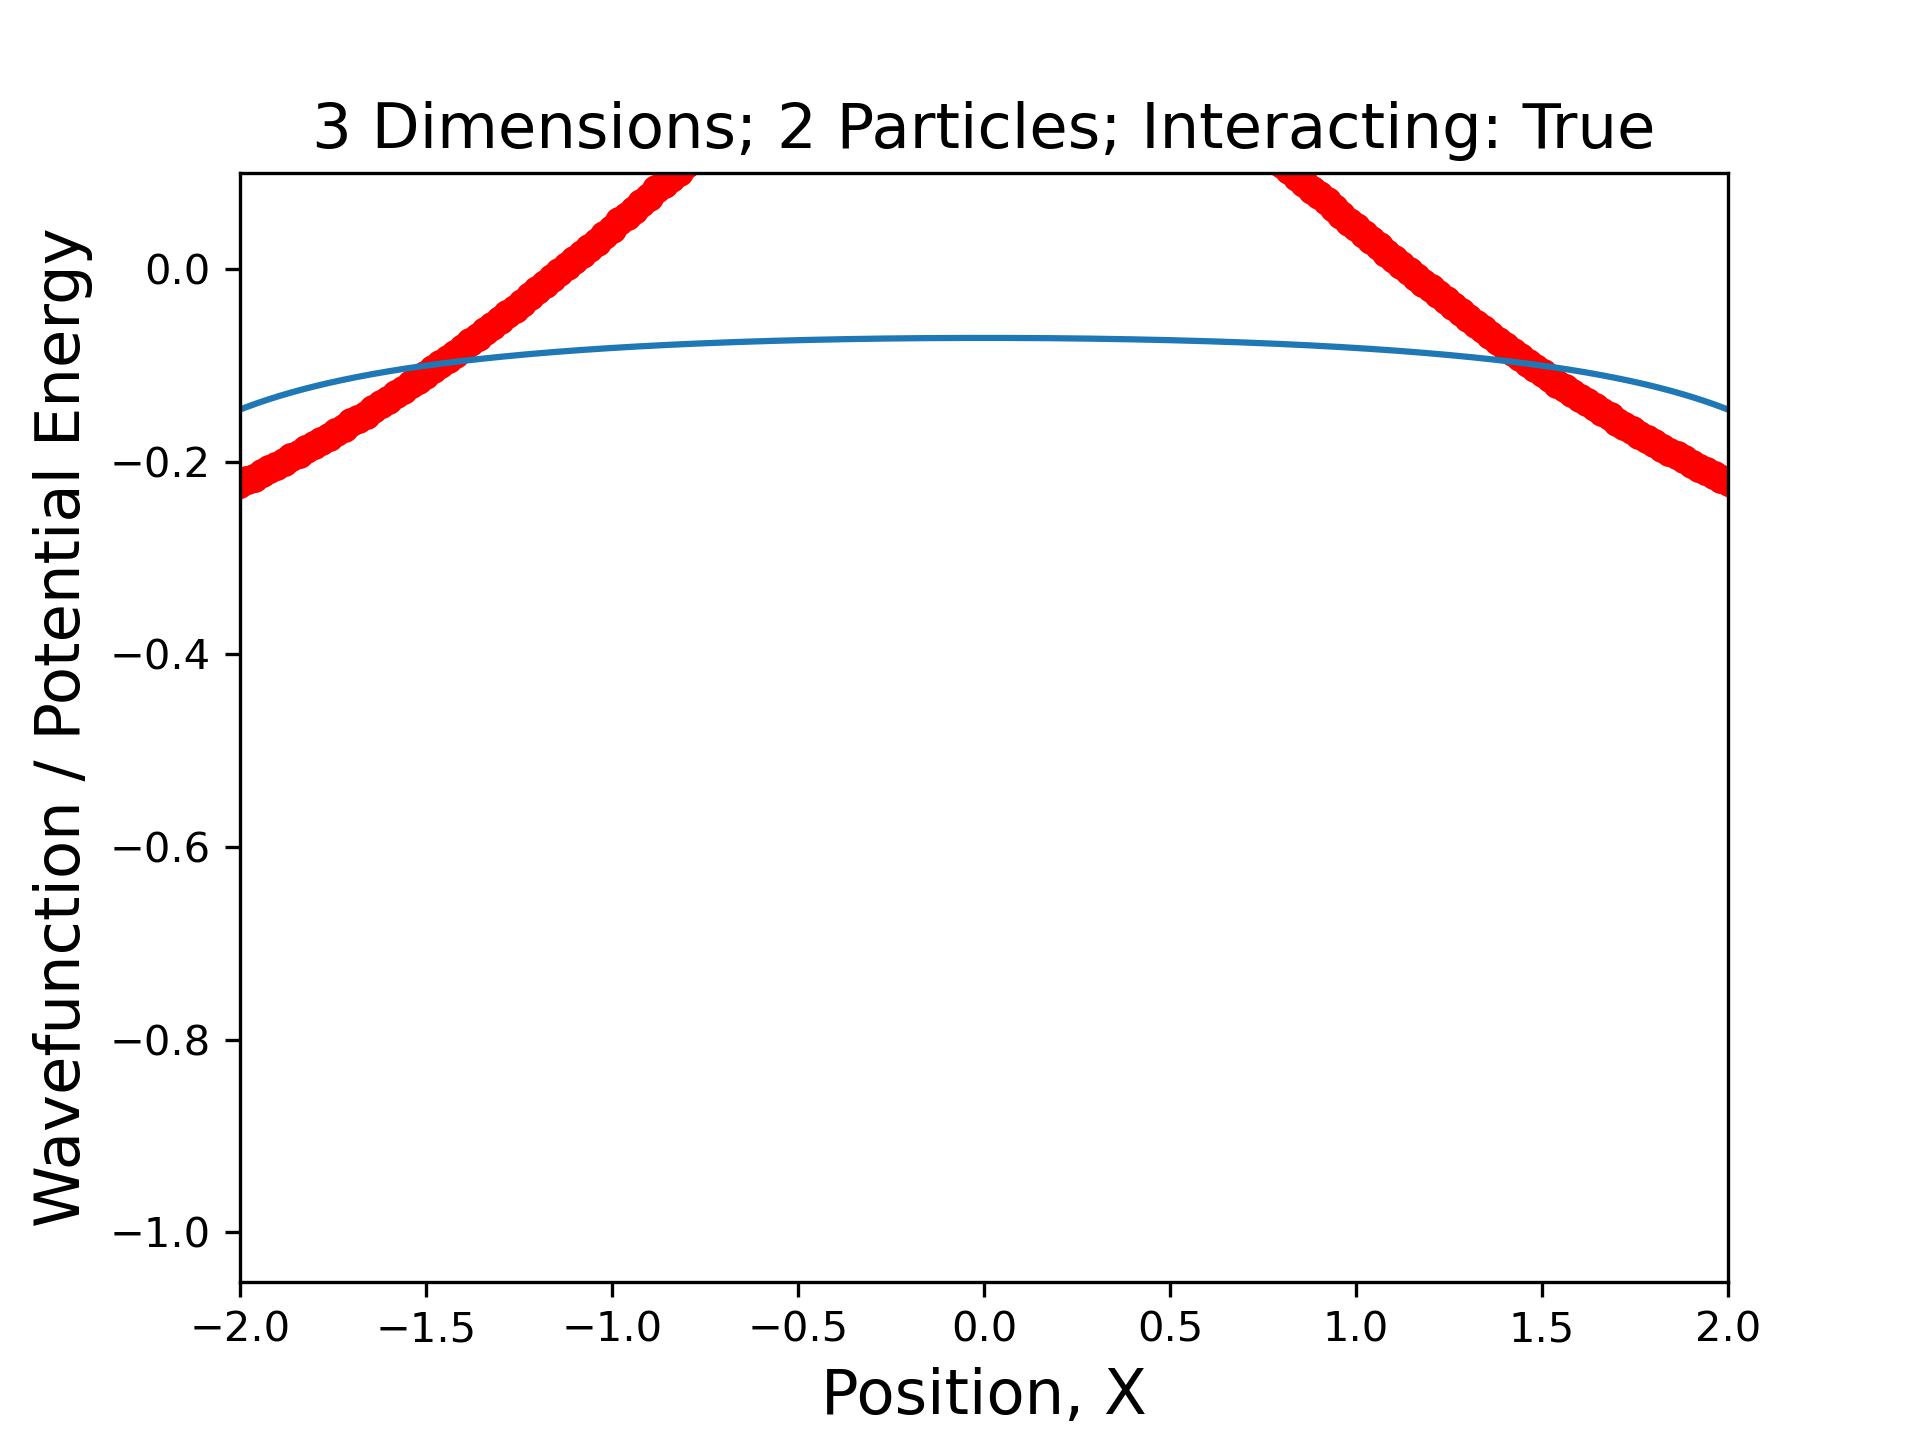 3 Dimensions; 2 Particles; Interacting: True
Wavefunction / Potential Energy
0.0
−0.2
−0.4
−0.6
−0.8
−1.0
−2.0 −1.5 −1.0 −0.5 0.0 0.5 1.0 1.5 2.0
Position, X